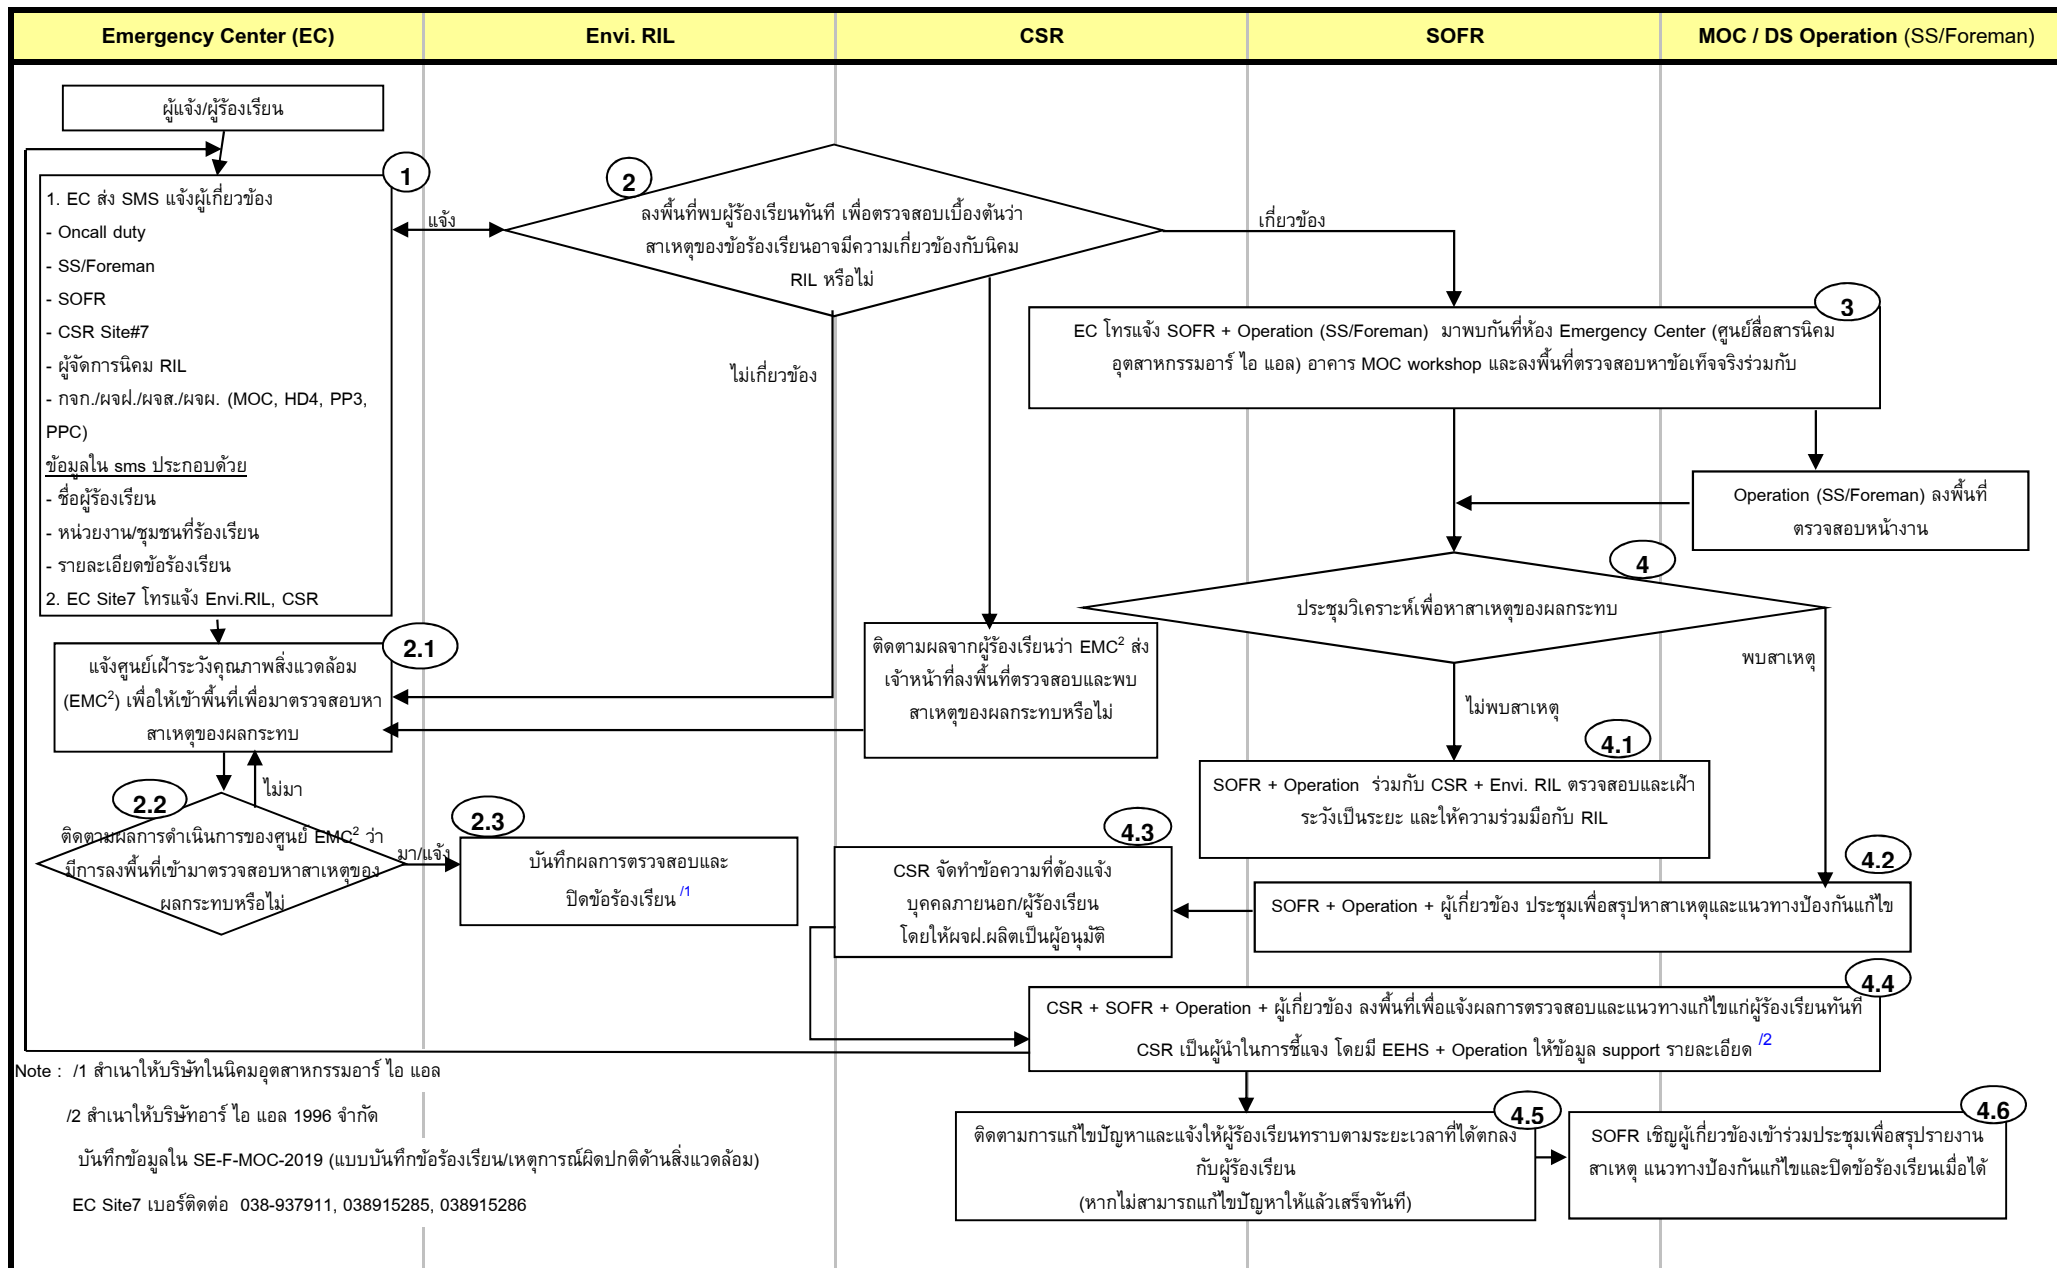 Emergency Center (EC)
Envi. RIL
CSR
SOFR
MOC / DS Operation (SS/Foreman)
ผู้แจ้ง/ผู้ร้องเรียน
1
1. EC ส่ง SMS แจ้งผู้เกี่ยวข้อง
- Oncall duty
- SS/Foreman
- SOFR
- CSR Site#7
- ผู้จัดการนิคม RIL
- กจก./ผจฝ./ผจส./ผจผ. (MOC, HD4, PP3,
PPC)
ข้อมูลใน sms ประกอบด้วย
- ชื่อผู้ร้องเรียน
- หน่วยงาน/ชุมชนที่ร้องเรียน
- รายละเอียดข้อร้องเรียน
2. EC Site7 โทรแจ้ง Envi.RIL, CSR
แจ้ง
2
ลงพื้นที่พบผู้ร้องเรียนทันที เพื่อตรวจสอบเบื้องต้นว่า
สาเหตุของข้อร้องเรียนอาจมีความเกี่ยวข้องกับนิคม
RIL หรือไม่
เกี่ยวข้อง
ไม่เกี่ยวข้อง
3
EC โทรแจ้ง SOFR + Operation (SS/Foreman) มาพบกันที่ห้อง Emergency Center (ศูนย์สื่อสารนิคม
อุตสาหกรรมอาร์ ไอ แอล) อาคาร MOC workshop และลงพื้นที่ตรวจสอบหาข้อเท็จจริงร่วมกับ
Operation (SS/Foreman) ลงพื้นที่
ตรวจสอบหน้างาน
4
ประชุมวิเคราะห์เพื่อหาสาเหตุของผลกระทบ
พบสาเหตุ
ไม่พบสาเหตุ
2.1
แจ้งศูนย์เฝ้าระวังคุณภาพสิ่งแวดล้อม
(EMC²) เพื่อให้เข้าพื้นที่เพื่อมาตรวจสอบหา
สาเหตุของผลกระทบ
ติดตามผลจากผู้ร้องเรียนว่า EMC² ส่ง
เจ้าหน้าที่ลงพื้นที่ตรวจสอบและพบ
สาเหตุของผลกระทบหรือไม่
ไม่มา
2.2
ติดตามผลการดำเนินการของศูนย์ EMC² ว่า
มีการลงพื้นที่เข้ามาตรวจสอบหาสาเหตุของ
ผลกระทบหรือไม่
มา/แจ้ง
2.3
บันทึกผลการตรวจสอบและ
ปิดข้อร้องเรียน /1
4.1
SOFR + Operation ร่วมกับ CSR + Envi. RIL ตรวจสอบและเฝ้า
ระวังเป็นระยะ และให้ความร่วมมือกับ RIL
4.2
SOFR + Operation + ผู้เกี่ยวข้อง ประชุมเพื่อสรุปหาสาเหตุและแนวทางป้องกันแก้ไข
4.3
CSR จัดทำข้อความที่ต้องแจ้ง
บุคคลภายนอก/ผู้ร้องเรียน
โดยให้ผจฝ.ผลิตเป็นผู้อนุมัติ
4.4
CSR + SOFR + Operation + ผู้เกี่ยวข้อง ลงพื้นที่เพื่อแจ้งผลการตรวจสอบและแนวทางแก้ไขแก่ผู้ร้องเรียนทันที
CSR เป็นผู้นำในการชี้แจง โดยมี EEHS + Operation ให้ข้อมูล support รายละเอียด /2
4.5
ติดตามการแก้ไขปัญหาและแจ้งให้ผู้ร้องเรียนทราบตามระยะเวลาที่ได้ตกลง
กับผู้ร้องเรียน
(หากไม่สามารถแก้ไขปัญหาให้แล้วเสร็จทันที)
4.6
SOFR เชิญผู้เกี่ยวข้องเข้าร่วมประชุมเพื่อสรุปรายงาน
สาเหตุ แนวทางป้องกันแก้ไขและปิดข้อร้องเรียนเมื่อได้
Note : /1 สำเนาให้บริษัทในนิคมอุตสาหกรรมอาร์ ไอ แอล
/2 สำเนาให้บริษัทอาร์ ไอ แอล 1996 จำกัด
บันทึกข้อมูลใน SE-F-MOC-2019 (แบบบันทึกข้อร้องเรียน/เหตุการณ์ผิดปกติด้านสิ่งแวดล้อม)
EC Site7 เบอร์ติดต่อ 038-937911, 038915285, 038915286